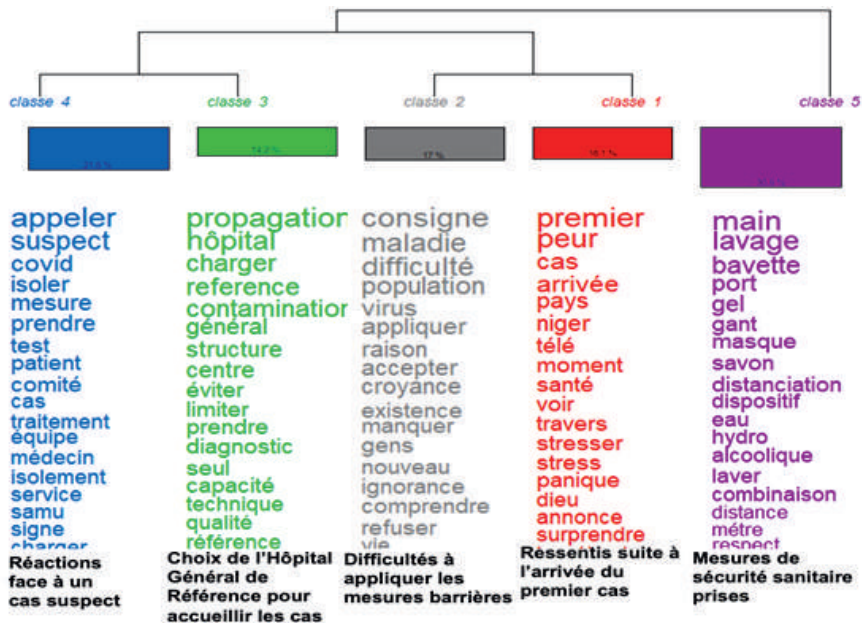 classe 4
classe 3
classe 2
classe 1
classe 5
17 %
appeler
suspect
covid
isoler
mesure
prendre
test
patient
comité
cas
traitement
équipe
médecin
isolement
service
samu
signe
charger
Réactions
face à un
cas suspect
propagation
hôpital
charger
reference
contamination
général
structure
centre
éviter
limiter
prendre
diagnostic
seul
capacité
technique
qualité
référence
Choix de l'Hôpital
Général de
Référence pour
accueillir les cas
consigne
maladie
difficulté
population
virus
appliquer
raison
accepter
croyance
existence
manquer
gens
nouveau
ignorance
comprendre
refuser
vie
Difficultés à
appliquer les
mesures barrières
premier
peur
cas
arrivée
pays
niger
télé
moment
santé
voir
travers
stresser
stress
panique
dieu
annonce
surprendre
Ressentis suite à
l'arrivée du
premier cas
main
lavage
bavette
port
gel
gant
masque
savon
distanciation
dispositif
eau
hydro
alcoolique
laver
combinaison
distance
métre
respect
Mesures de
sécurité sanitaire
prises